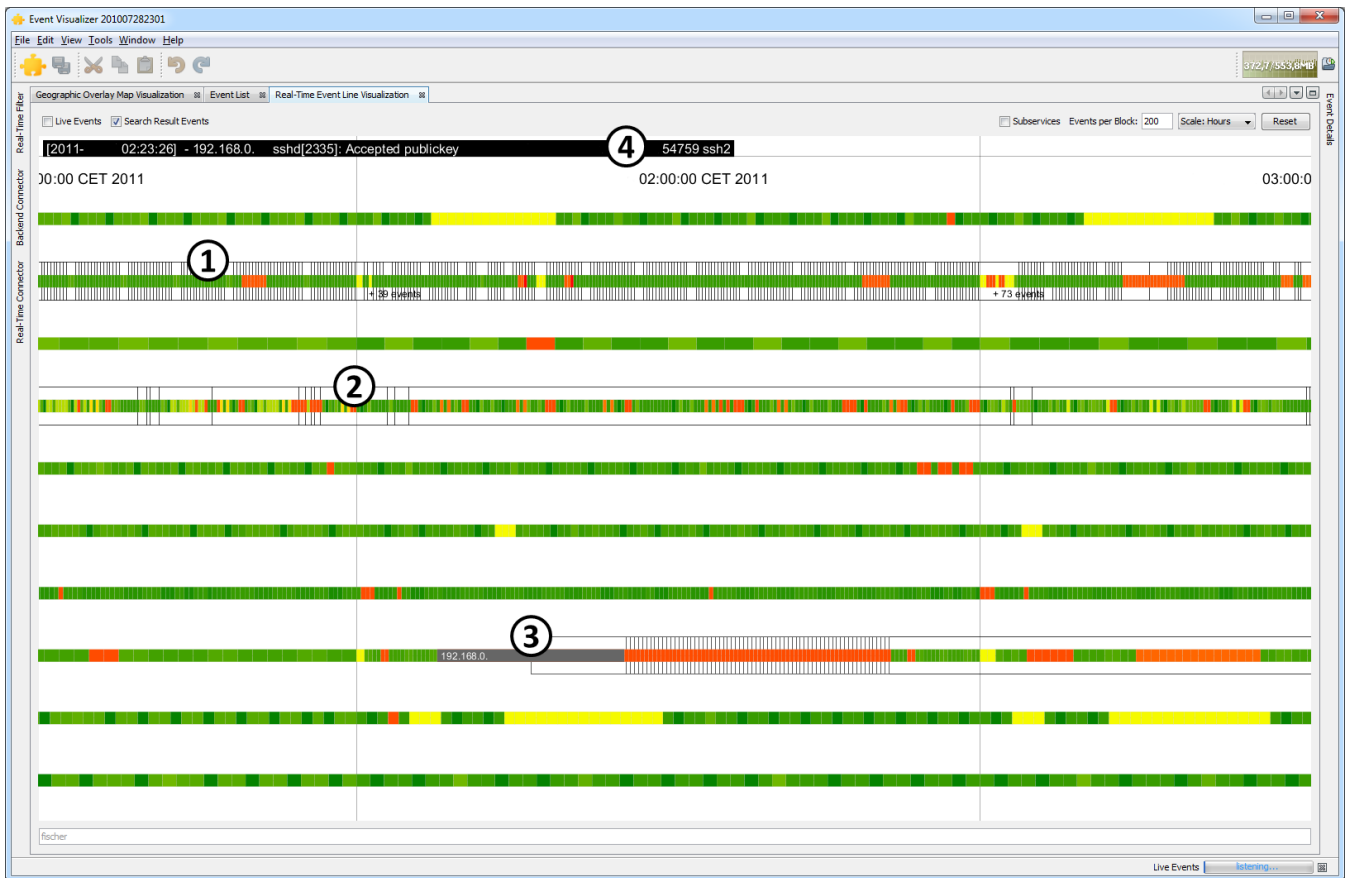 Event Visualizer 201007282301
File Edit View Tools Window Help
372,7/553,8MB
Geographic Overlay Map Visualization Event List Real-Time Event Line Visualization
Real-Time Filter
Backend Connector
Real-Time Connector
Event Details
Live Events Search Result Events Subservices Events per Block: 200 Scale: Hours Reset
[2011- 02:23:26] - 192.168.0. sshd[2335]: Accepted publickey 4 54759 ssh2
00:00 CET 2011 02:00:00 CET 2011 03:00:0
1
+ 39 events + 73 events
2
3
192.168.0.
fischer
Live Events listening...